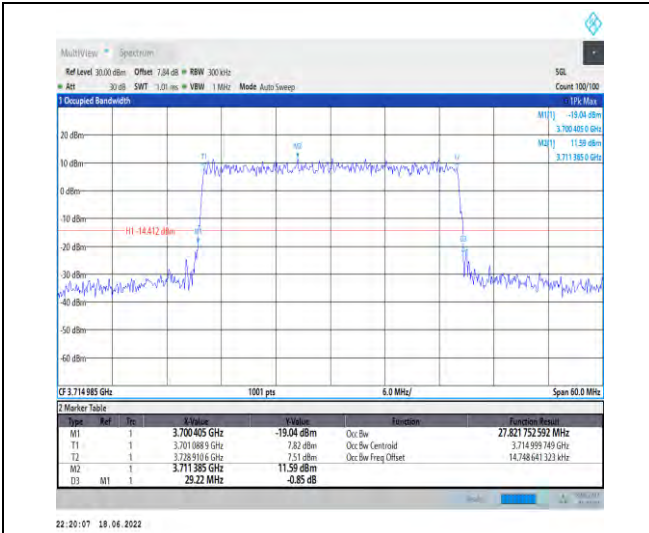 MultiView Spectrum
Ref Level 30.00 dBm Offset 7.84 dB RBW 300 kHz SGL
Att 30 dB SWT 1.01 ms VBW 1 MHz Mode Auto Sweep Count 100/100
1 Occupied Bandwidth 1Pk Max
M1[1] -19.04 dBm
3.700 405 0 GHz
20 dBm M2[1] 11.59 dBm
3.711 385 0 GHz
M2
T1
10 dBm
0 dBm
-10 dBm
H1 -14.412 dBm
-20 dBm
-30 dBm
-40 dBm
-50 dBm
-60 dBm
CF 3.714 985 GHz 1001 pts 6.0 MHz/ Span 60.0 MHz
2 Marker Table
Type Ref Trc X-Value Y-Value Function Function Result
M1 1 3.700405 GHz -19.04 dBm Occ Bw 27.821 752 592 MHz
T1 1 3.701 088 9 GHz 7.82 dBm Occ Bw Centroid 3.714 999 749 GHz
T2 1 3.728 910 6 GHz 7.51 dBm Occ Bw Freq Offset 14.748 641 323 kHz
M2 1 3.711 385 GHz 11.59 dBm
D3 M1 1 29.22 MHz -0.85 dB
22:20:07 18.06.2022